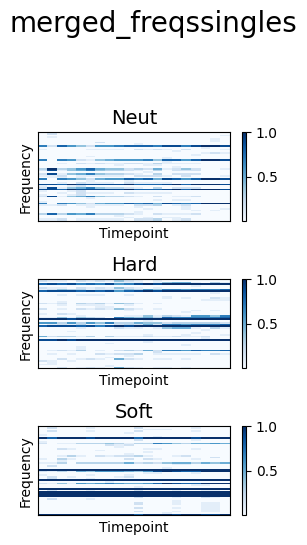 merged_freqssingles
Neut
1.0
0.5
Frequency
Timepoint
Hard
1.0
0.5
Frequency
Timepoint
Soft
1.0
0.5
Frequency
Timepoint